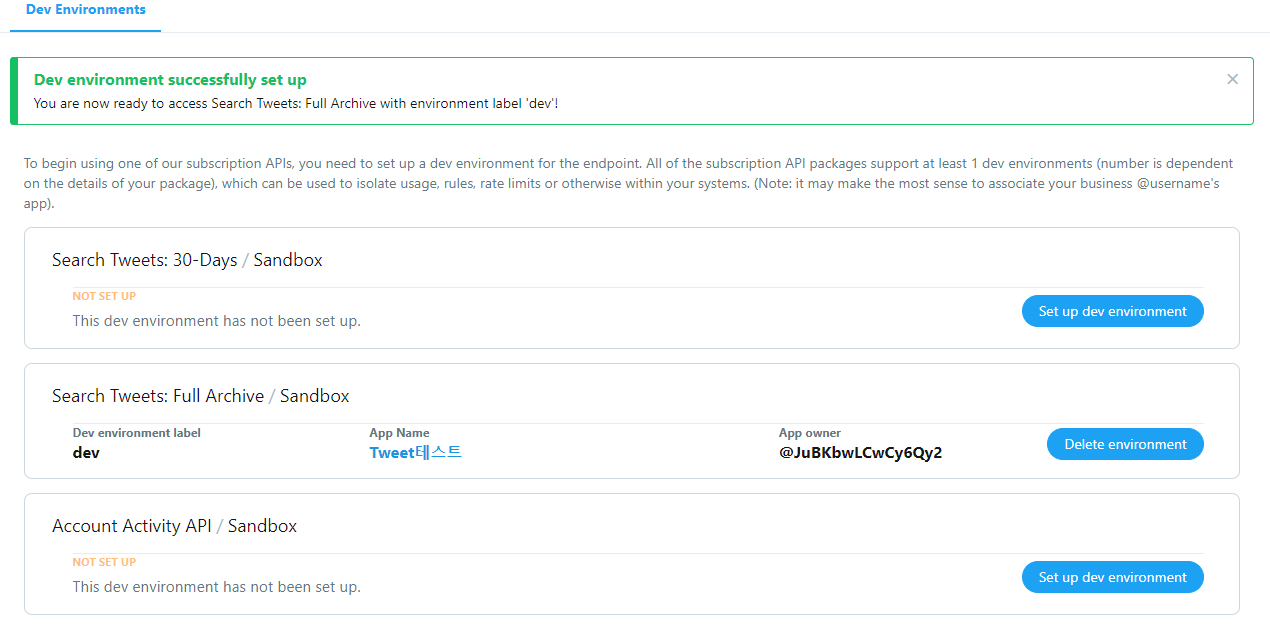 Dev Environments
Dev environment successfully set up
You are now ready to access Search Tweets: Full Archive with environment label 'dev'!
To begin using one of our subscription APIs, you need to set up a dev environment for the endpoint. All of the subscription API packages support at least 1 dev environments (number is dependent
on the details of your package), which can be used to isolate usage, rules, rate limits or otherwise within your systems. (Note: it may make the most sense to associate your business @username's
app).
Search Tweets: 30-Days / Sandbox
NOT SET UP
This dev environment has not been set up.
Set up dev environment
Search Tweets: Full Archive / Sandbox
Dev environment label App Name App owner
dev Tweet테스트 @JuBKbwLCwCy6Qy2
Delete environment
Account Activity API / Sandbox
NOT SET UP
This dev environment has not been set up.
Set up dev environment